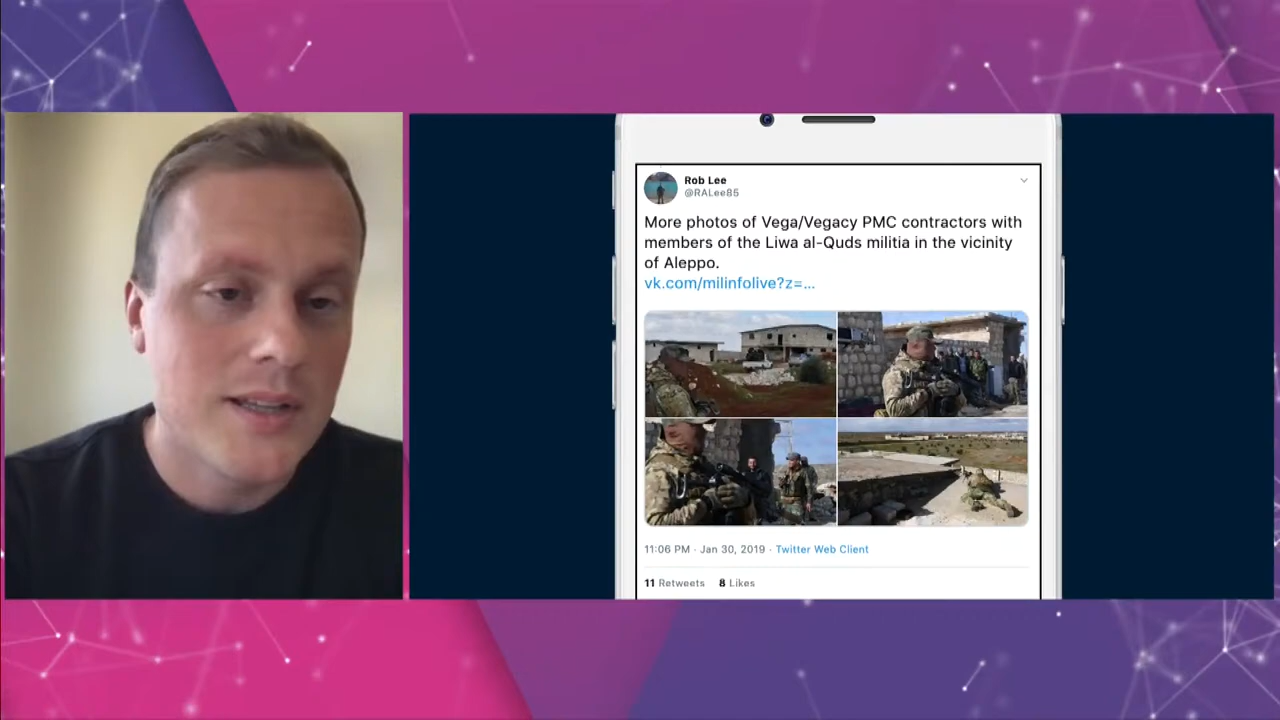 Rob Lee
@RALee85
More photos of Vega/Vegacy PMC contractors with
members of the Liwa al-Quds militia in the vicinity
of Aleppo.
vk.com/milinfolive?z=...
11:06 PM · Jan 30, 2019 · Twitter Web Client
11 Retweets 8 Likes